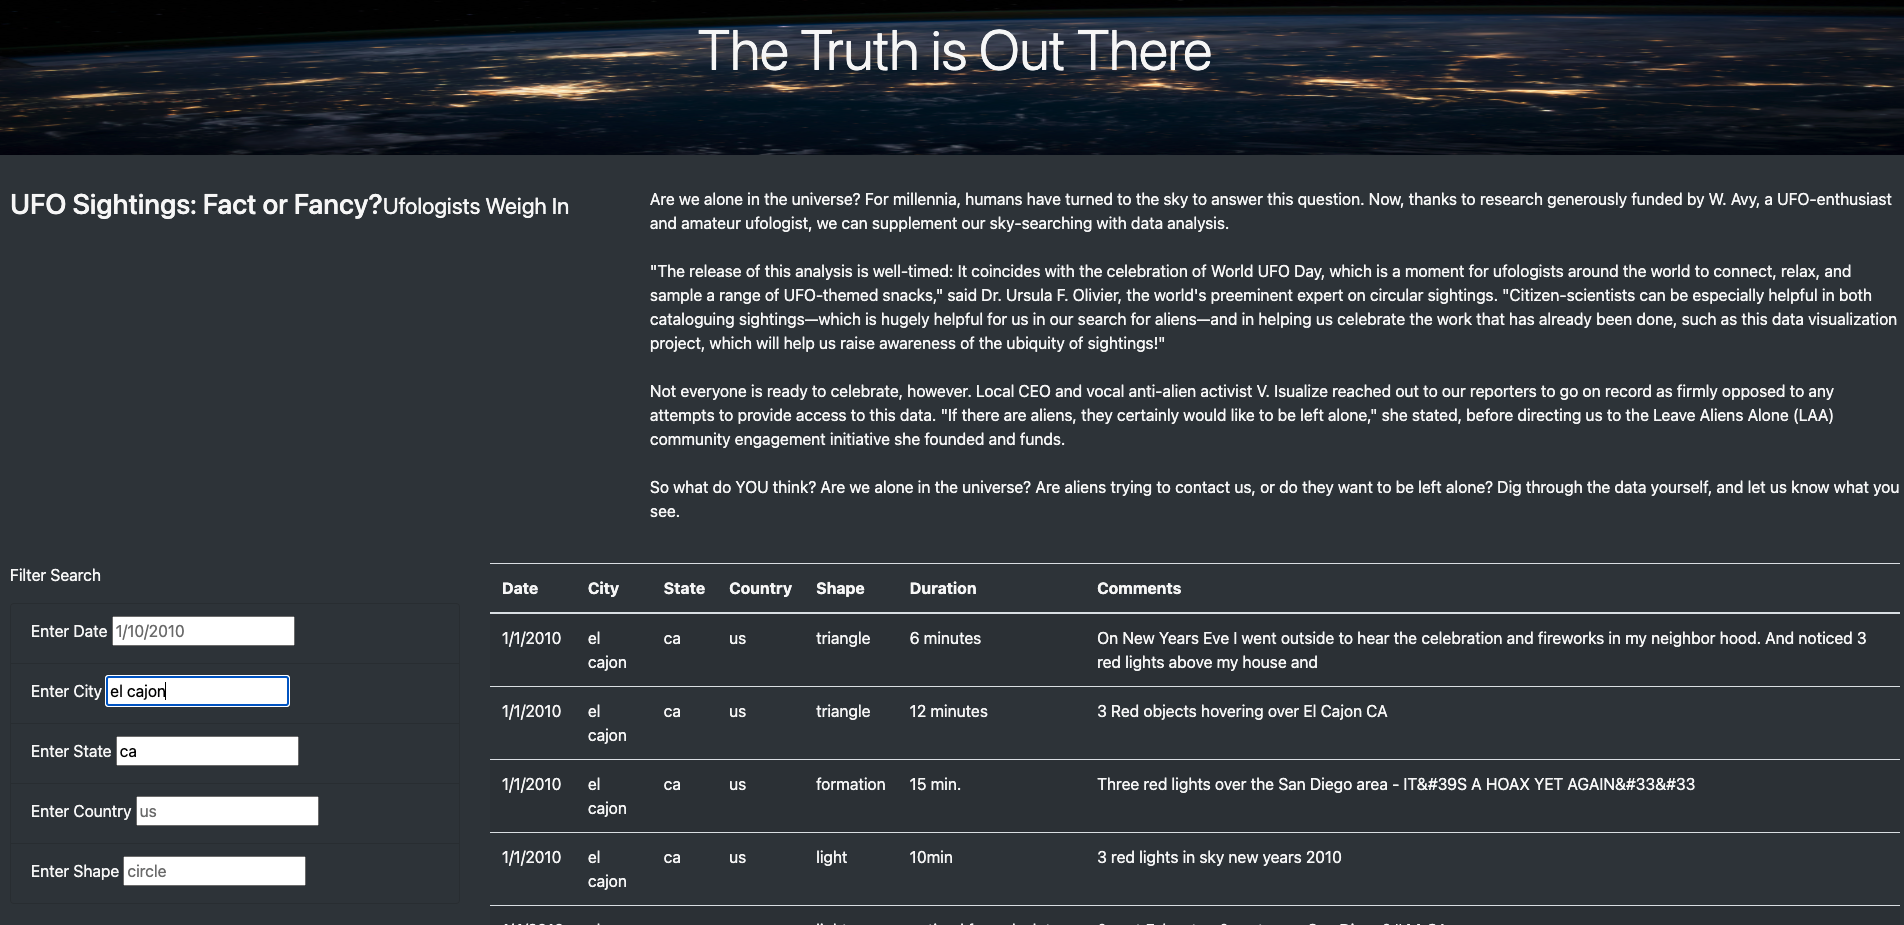 The Truth is Out There
UFO Sightings: Fact or Fancy?Ufologists Weigh In
Are we alone in the universe? For millennia, humans have turned to the sky to answer this question. Now, thanks to research generously funded by W. Avy, a UFO-enthusiast
and amateur ufologist, we can supplement our sky-searching with data analysis.
"The release of this analysis is well-timed: It coincides with the celebration of World UFO Day, which is a moment for ufologists around the world to connect, relax, and
sample a range of UFO-themed snacks," said Dr. Ursula F. Olivier, the world's preeminent expert on circular sightings. "Citizen-scientists can be especially helpful in both
cataloguing sightings—which is hugely helpful for us in our search for aliens—and in helping us celebrate the work that has already been done, such as this data visualization
project, which will help us raise awareness of the ubiquity of sightings!"
Not everyone is ready to celebrate, however. Local CEO and vocal anti-alien activist V. Isualize reached out to our reporters to go on record as firmly opposed to any
attempts to provide access to this data. "If there are aliens, they certainly would like to be left alone," she stated, before directing us to the Leave Aliens Alone (LAA)
community engagement initiative she founded and funds.
So what do YOU think? Are we alone in the universe? Are aliens trying to contact us, or do they want to be left alone? Dig through the data yourself, and let us know what you
see.
Filter Search
Enter Date 1/10/2010
Enter City el cajon
Enter State ca
Enter Country us
Enter Shape circle
Date City State Country Shape Duration Comments
1/1/2010 el ca us triangle 6 minutes On New Years Eve I went outside to hear the celebration and fireworks in my neighbor hood. And noticed 3
cajon red lights above my house and
1/1/2010 el ca us triangle 12 minutes 3 Red objects hovering over El Cajon CA
cajon
1/1/2010 el ca us formation 15 min. Three red lights over the San Diego area - IT&#39S A HOAX YET AGAIN&#33&#33
cajon
1/1/2010 el ca us light 10min 3 red lights in sky new years 2010
cajon